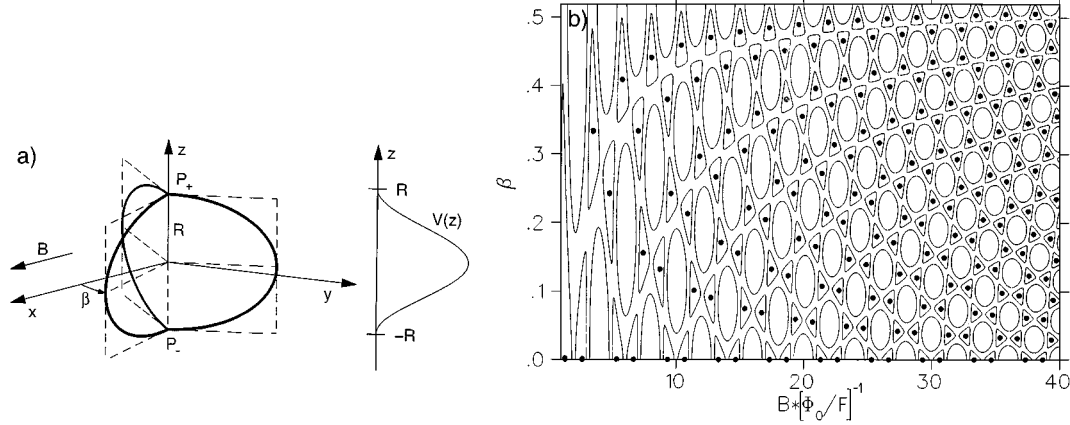 a)
z
P+
R
B
β
x
y
P-
z
R
V(z)
-R
b)
.5
.4
.3
.2
.1
.0
β
10
20
30
40
B*[Φ0/F]-1